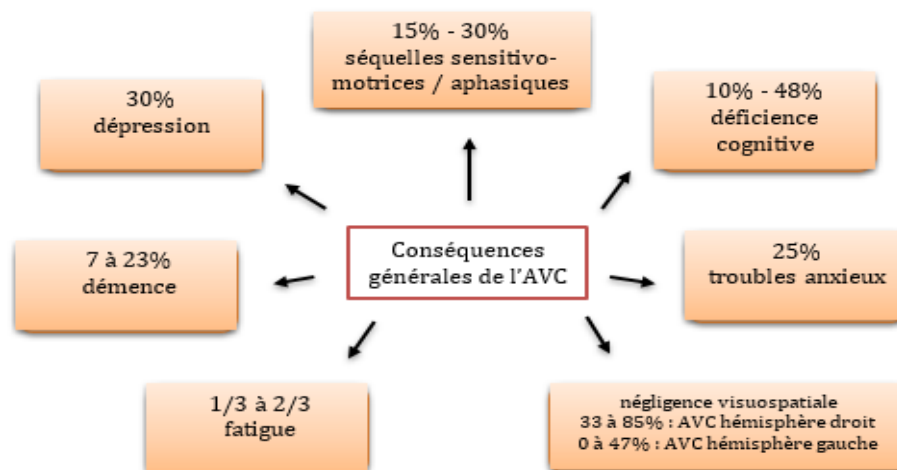 15% - 30%
séquelles sensitivo-
motrices / aphasiques
30%
dépression
10% - 48%
déficience
cognitive
Conséquences
générales de l'AVC
7 à 23%
démence
25%
troubles anxieux
1/3 à 2/3
fatigue
négligence visuospatiale
33 à 85% : AVC hémisphère droit
0 à 47% : AVC hémisphère gauche